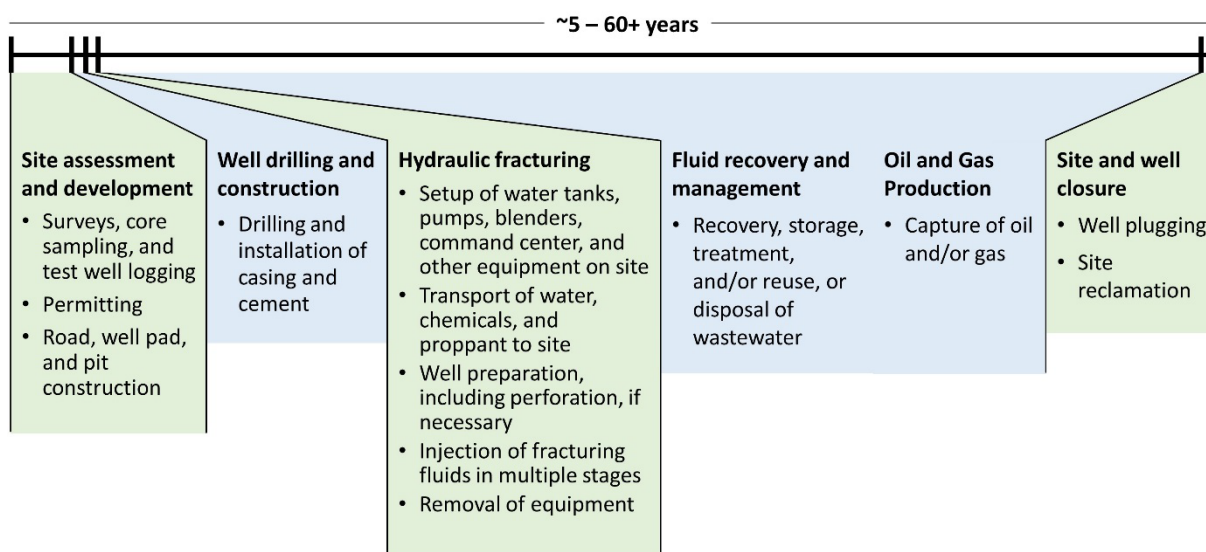 ~5 – 60+ years
Site assessment
and development
• Surveys, core
sampling, and
test well logging
• Permitting
• Road, well pad,
and pit
construction
Well drilling and
construction
• Drilling and
installation of
casing and
cement
Hydraulic fracturing
• Setup of water tanks,
pumps, blenders,
command center, and
other equipment on site
• Transport of water,
chemicals, and
proppant to site
• Well preparation,
including perforation, if
necessary
• Injection of fracturing
fluids in multiple stages
• Removal of equipment
Fluid recovery and
management
• Recovery, storage,
treatment,
and/or reuse, or
disposal of
wastewater
Oil and Gas
Production
• Capture of oil
and/or gas
Site and well
closure
• Well plugging
• Site
reclamation